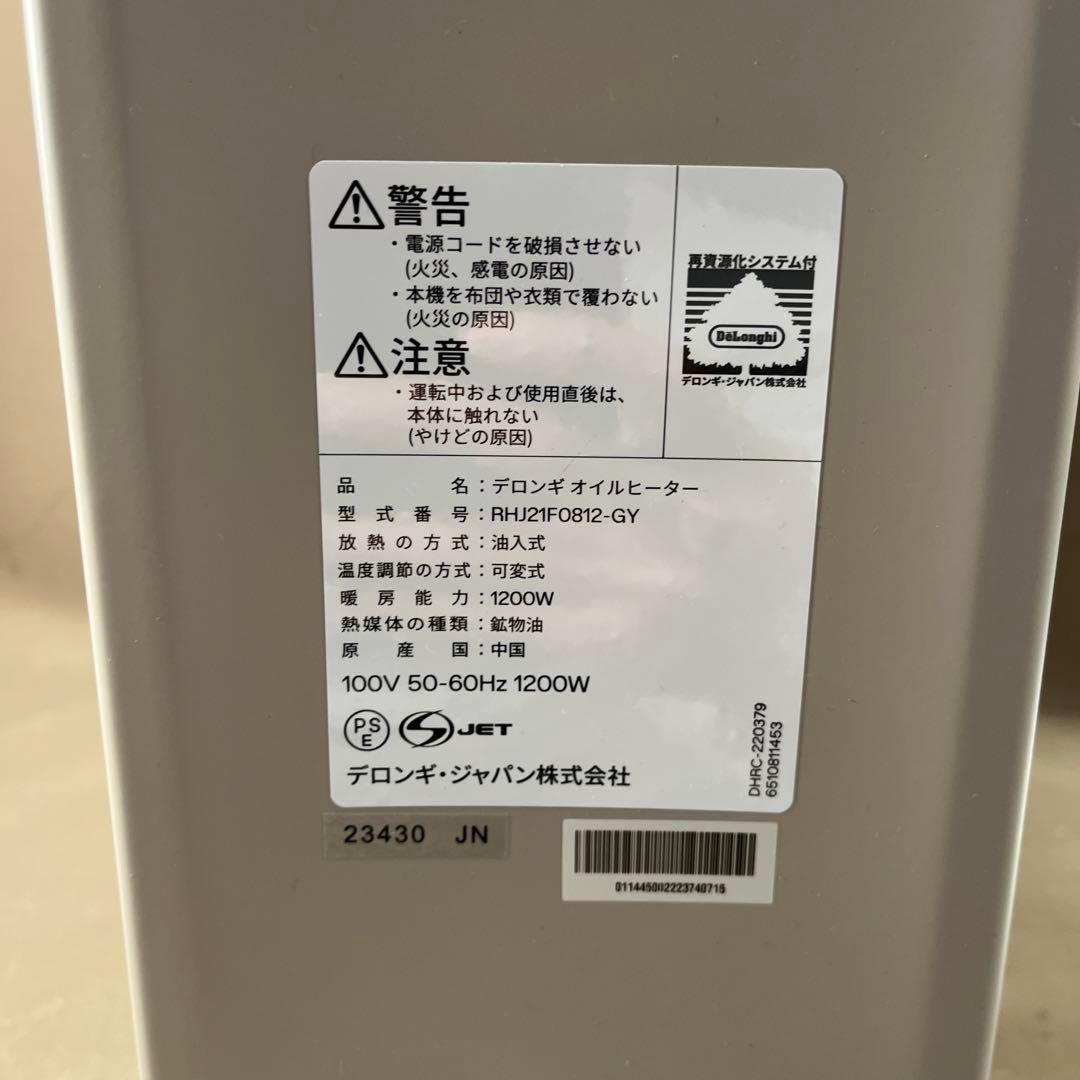 警告
・電源コードを破損させない
(火災、感電の原因)
・本機を布団や衣類で覆わない
(火災の原因)
注意
・運転中および使用直後は、
本体に触れない
(やけどの原因)
再資源化システム付
DēLonghi
デロンギ・ジャパン株式会社
品名：デロンギ オイルヒーター
型式番号：RHJ21F0812-GY
放熱の方式：油入式
温度調節の方式：可変式
暖房能力：1200W
熱媒体の種類：鉱物油
原産国：中国
100V 50-60Hz 1200W
PS
E
JET
デロンギ・ジャパン株式会社
DHRC-220379
6510811453
23430 JN
011445002223740715